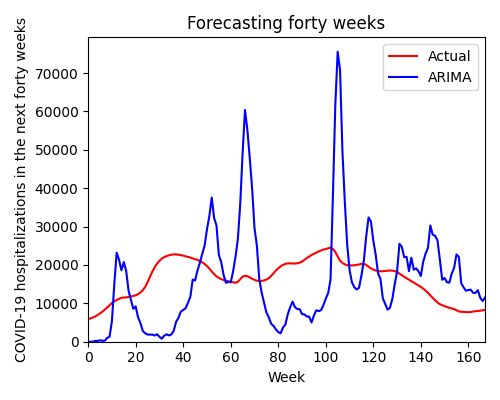 Forecasting forty weeks
COVID-19 hospitalizations in the next forty weeks
70000
60000
50000
40000
30000
20000
10000
0
Actual
ARIMA
0 20 40 60 80 100 120 140 160
Week